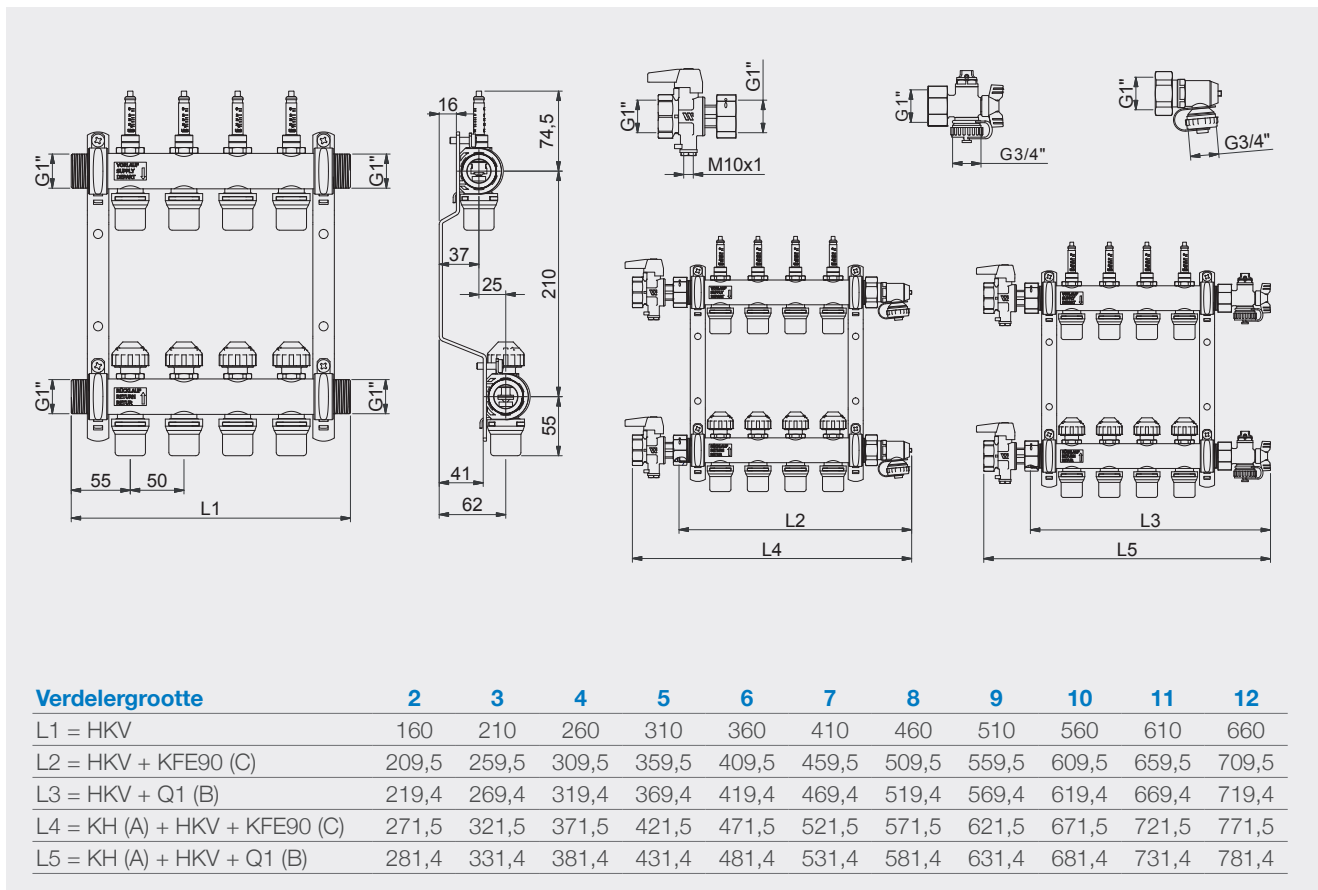 16
74,5
G1"
G1"
M10x1
G1"
G3/4"
G1"
G3/4"
G1"
VORLAUF
SUPPLY
DEPART
G1"
37
25
210
G1"
RÜCKLAUF
RETURN
RETUR
G1"
55
50
L1
41
62
55
L2
L4
L3
L5
Verdelergrootte 2 3 4 5 6 7 8 9 10 11 12
L1 = HKV 160 210 260 310 360 410 460 510 560 610 660
L2 = HKV + KFE90 (C) 209,5 259,5 309,5 359,5 409,5 459,5 509,5 559,5 609,5 659,5 709,5
L3 = HKV + Q1 (B) 219,4 269,4 319,4 369,4 419,4 469,4 519,4 569,4 619,4 669,4 719,4
L4 = KH (A) + HKV + KFE90 (C) 271,5 321,5 371,5 421,5 471,5 521,5 571,5 621,5 671,5 721,5 771,5
L5 = KH (A) + HKV + Q1 (B) 281,4 331,4 381,4 431,4 481,4 531,4 581,4 631,4 681,4 731,4 781,4